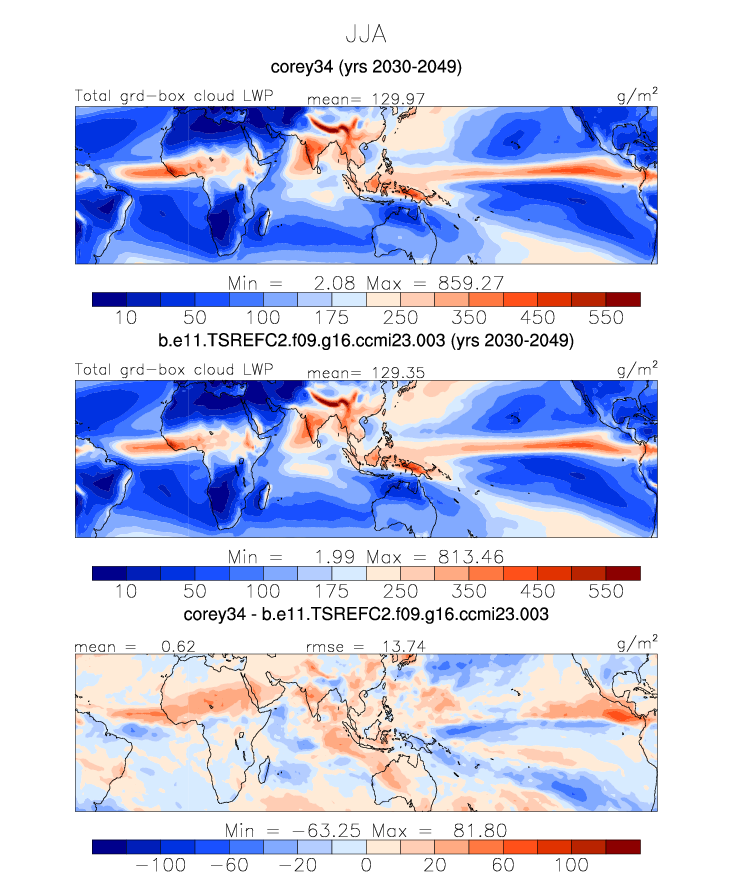 JJA
corey34 (yrs 2030-2049)
Total grd-box cloud LWP mean= 129.97 g/m²
Min = 2.08 Max = 859.27
10 50 100 175 250 350 450 550
b.e11.TSREFC2.f09.g16.ccmi23.003 (yrs 2030-2049)
Total grd-box cloud LWP mean= 129.35 g/m²
Min = 1.99 Max = 813.46
10 50 100 175 250 350 450 550
corey34 - b.e11.TSREFC2.f09.g16.ccmi23.003
mean = 0.62 rmse = 13.74 g/m²
Min = -63.25 Max = 81.80
-100 -60 -20 0 20 60 100